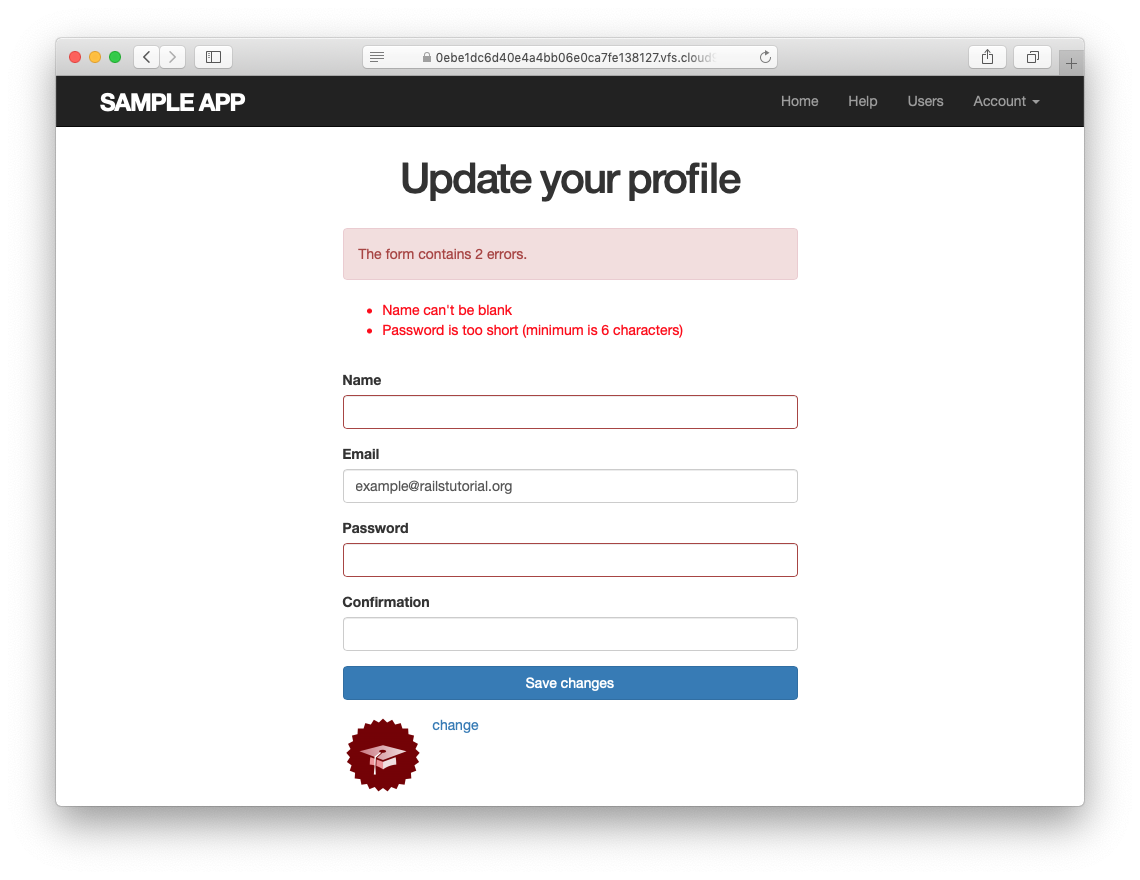 0ebe1dc6d40e4a4bb06e0ca7fe138127.vfs.cloud
SAMPLE APP
Home Help Users Account
Update your profile
The form contains 2 errors.
Name can't be blank
Password is too short (minimum is 6 characters)
Name
Email
example@railstutorial.org
Password
Confirmation
Save changes
change